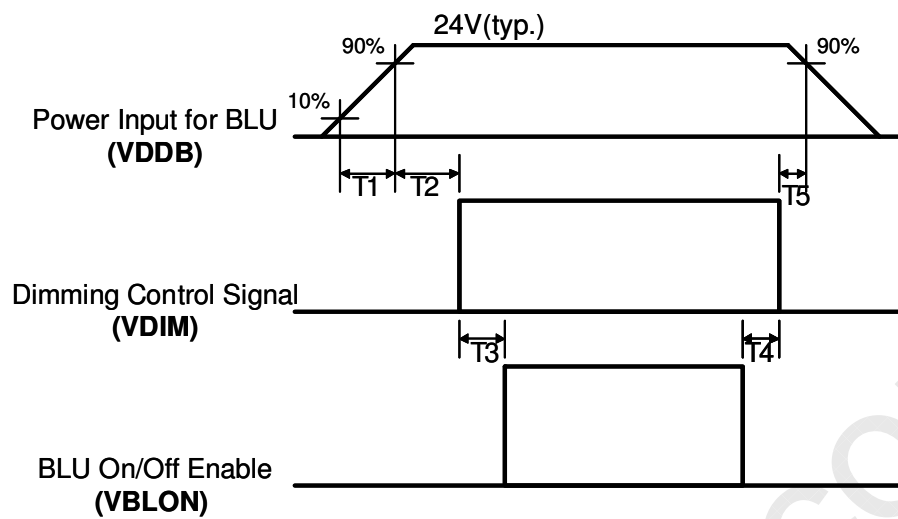 24V(typ.)
90%
90%
10%
Power Input for BLU
(VDDB)
T1
T2
T5
Dimming Control Signal
(VDIM)
T3
T4
BLU On/Off Enable
(VBLON)